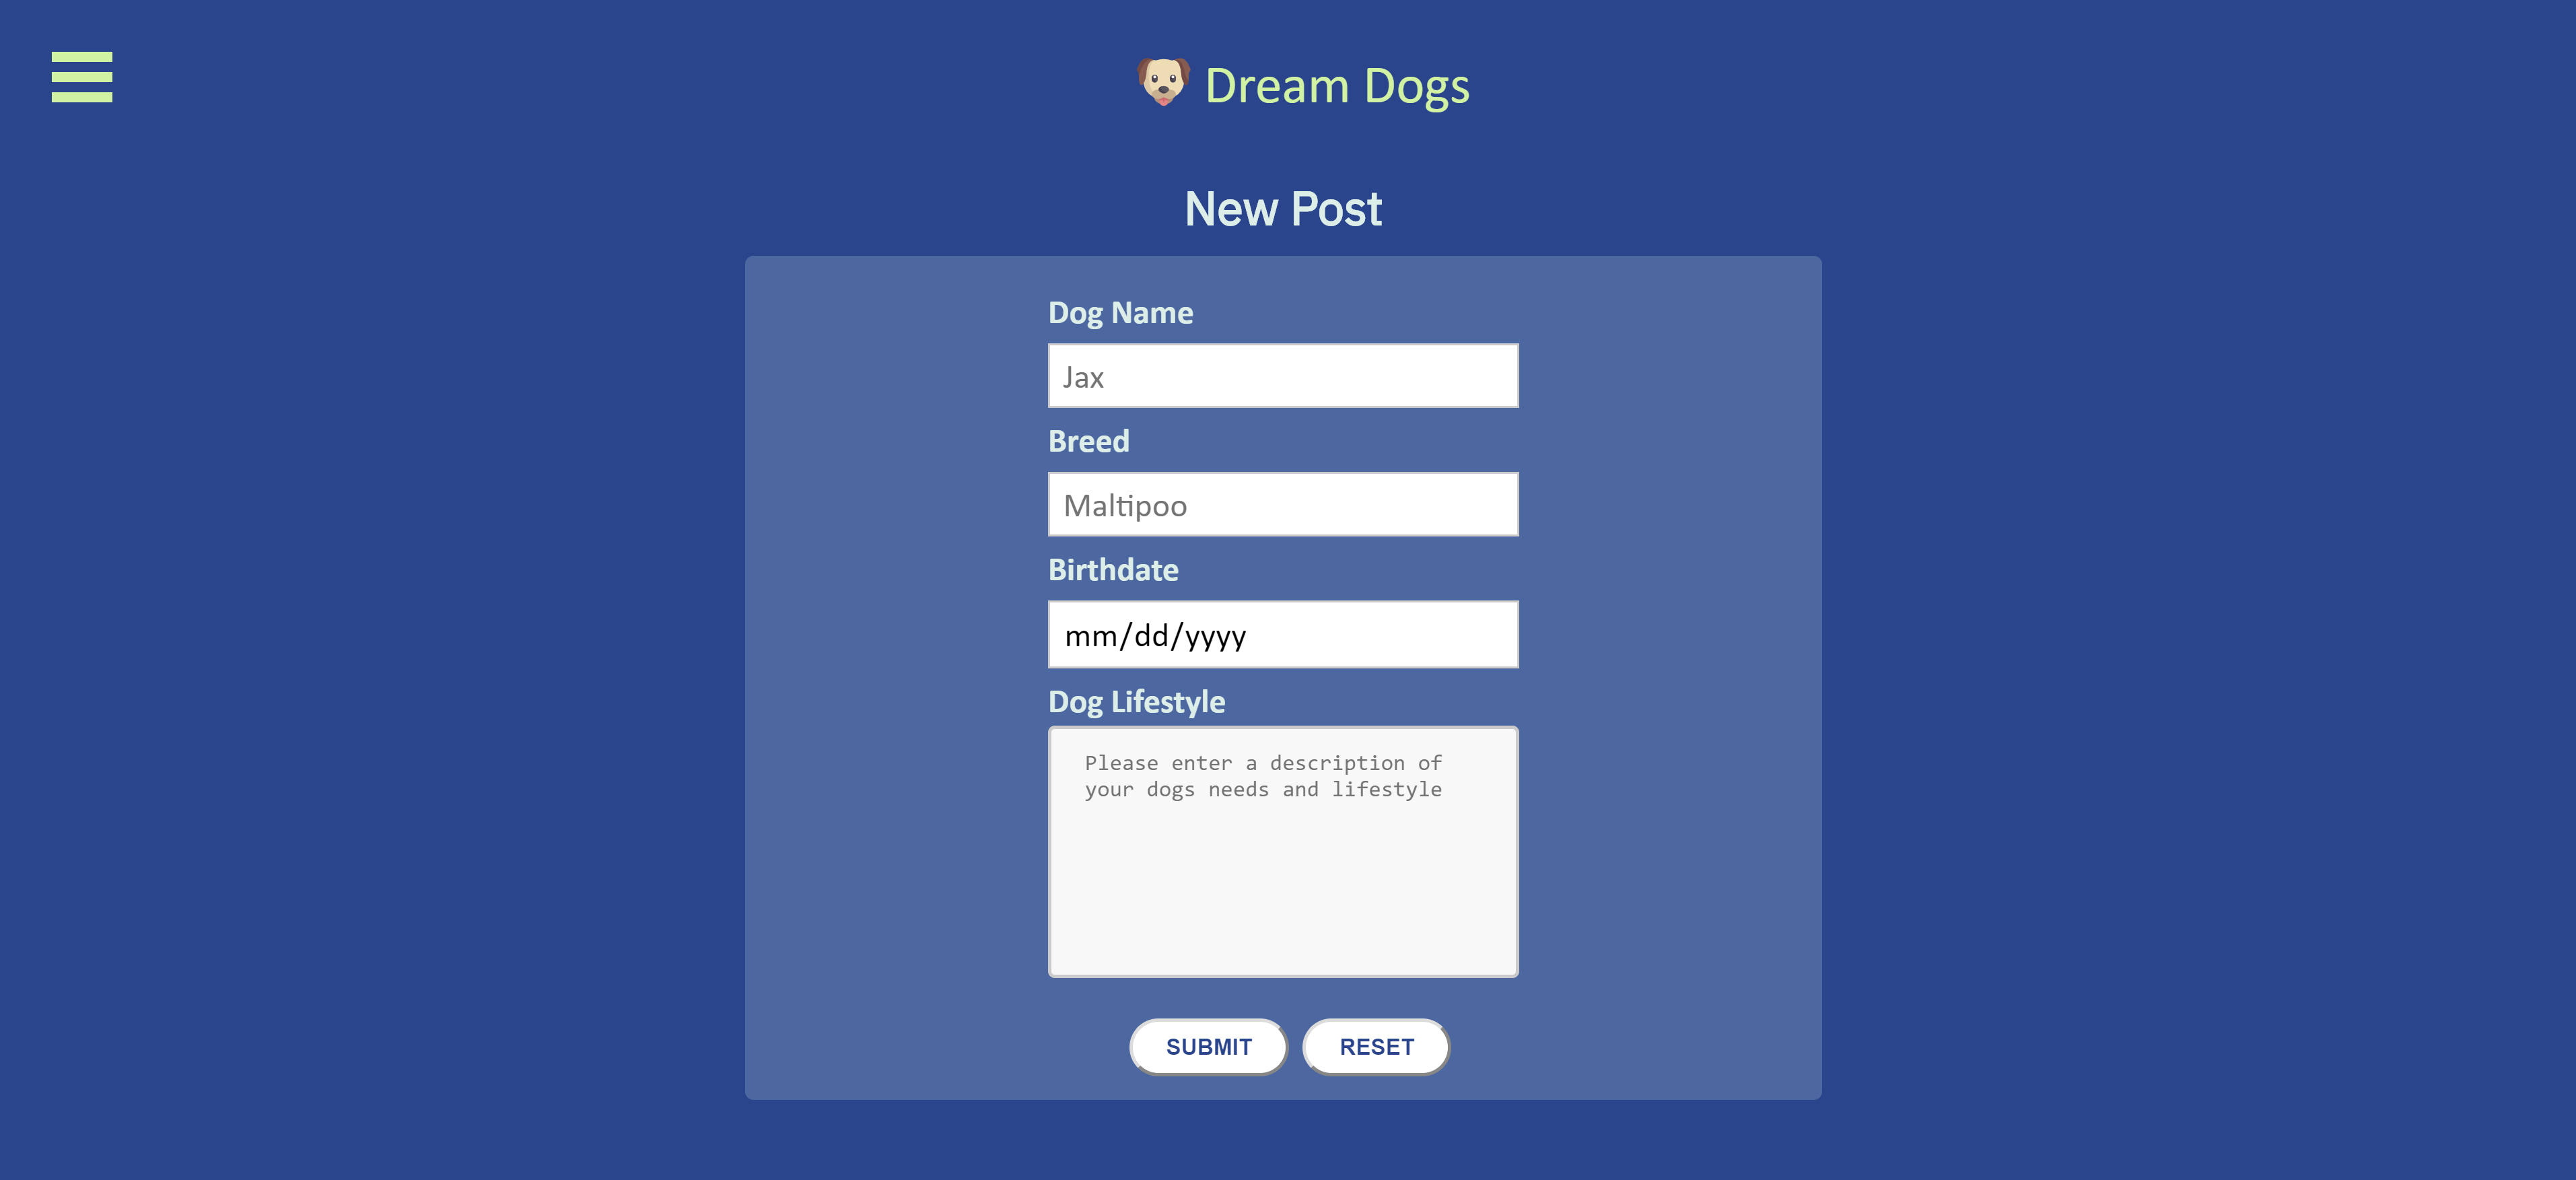 Dream Dogs
New Post
Dog Name
Jax
Breed
Maltipoo
Birthdate
mm/dd/yyyy
Dog Lifestyle
Please enter a description of
your dogs needs and lifestyle
SUBMIT RESET